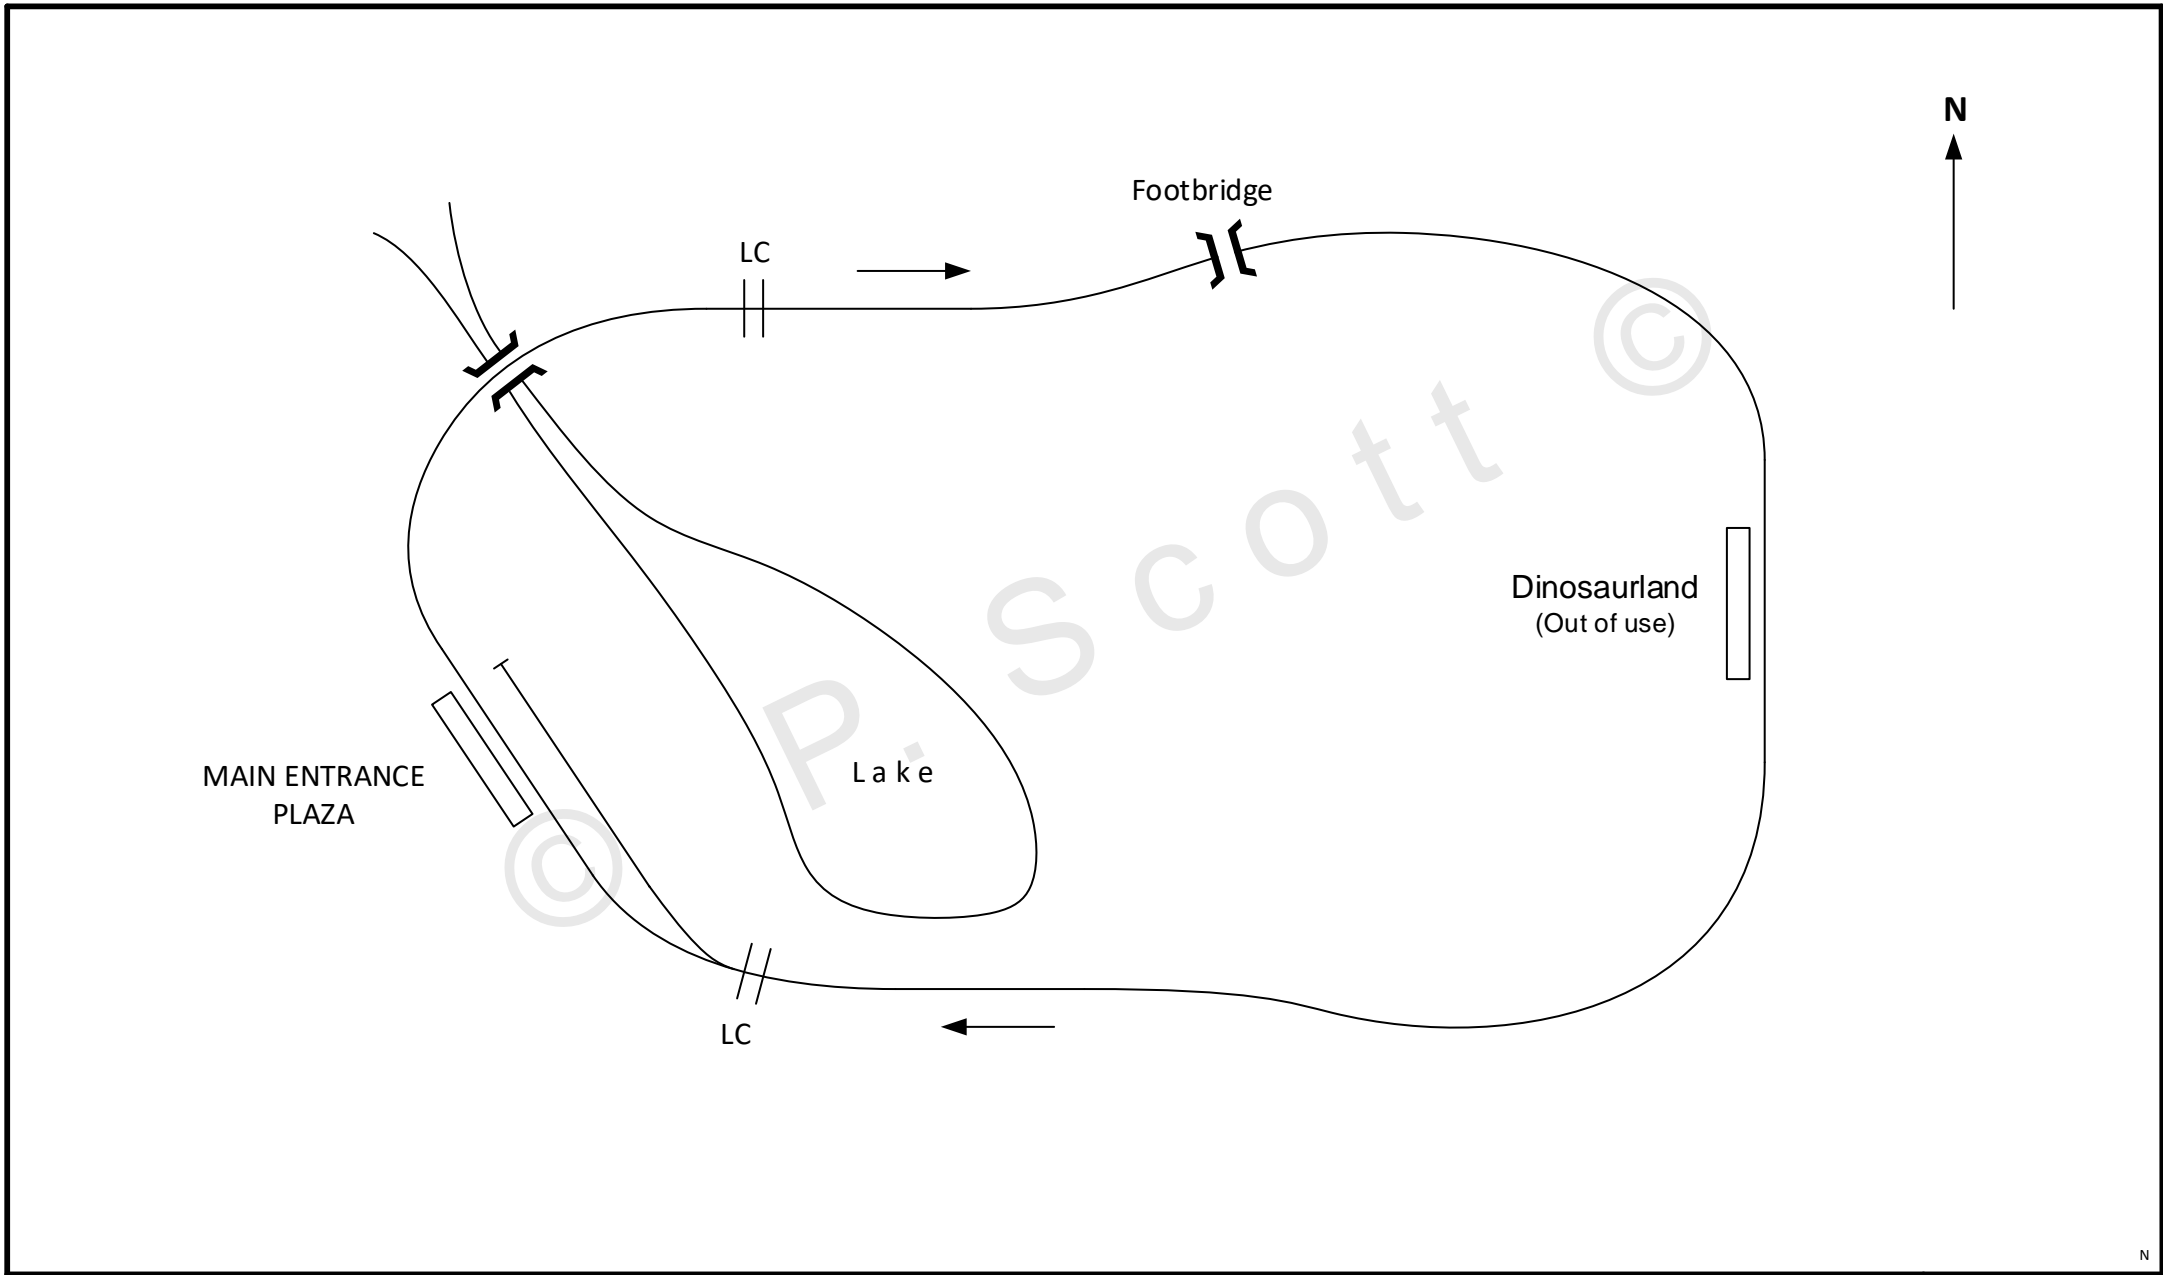 N
Footbridge
LC
Dinosaurland
(Out of use)
Lake
MAIN ENTRANCE
PLAZA
LC
© P. Scott ©
N